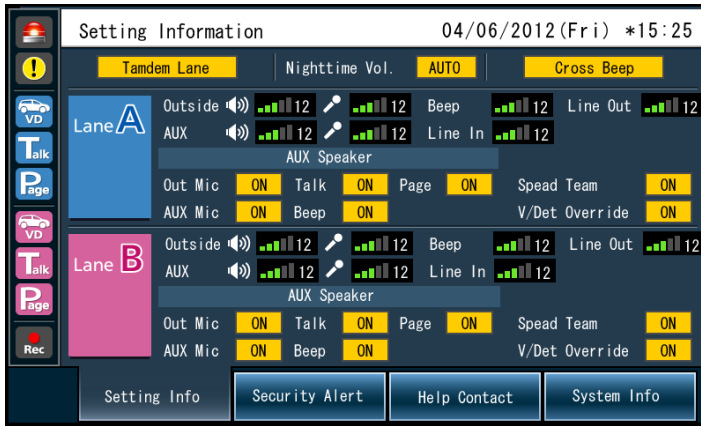 Setting Information 04/06/2012(Fri) *15:25
Tamdem Lane Nighttime Vol. AUTO Cross Beep
VD
Talk
Page
VD
Talk
Page
Rec
Lane A
Outside 12 12 Beep 12 Line Out 12
AUX 12 12 Line In 12
AUX Speaker
Out Mic ON Talk ON Page ON Spead Team ON
AUX Mic ON Beep ON V/Det Override ON
Lane B
Outside 12 12 Beep 12 Line Out 12
AUX 12 12 Line In 12
AUX Speaker
Out Mic ON Talk ON Page ON Spead Team ON
AUX Mic ON Beep ON V/Det Override ON
Setting Info Security Alert Help Contact System Info